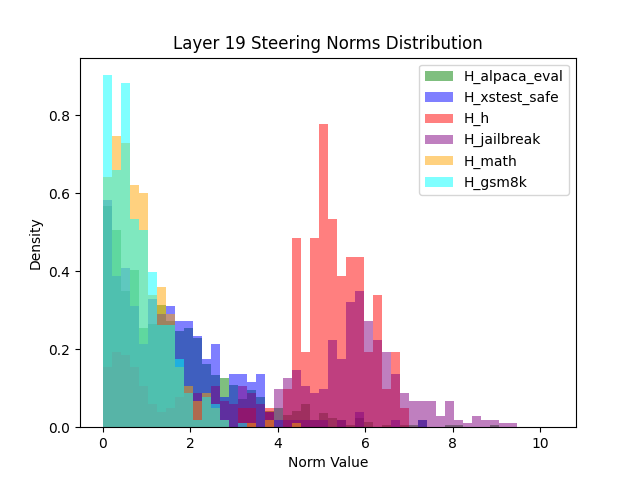 Layer 19 Steering Norms Distribution
H_alpaca_eval
H_xstest_safe
H_h
H_jailbreak
H_math
H_gsm8k
Density
0.8
0.6
0.4
0.2
0.0
0 2 4 6 8 10
Norm Value